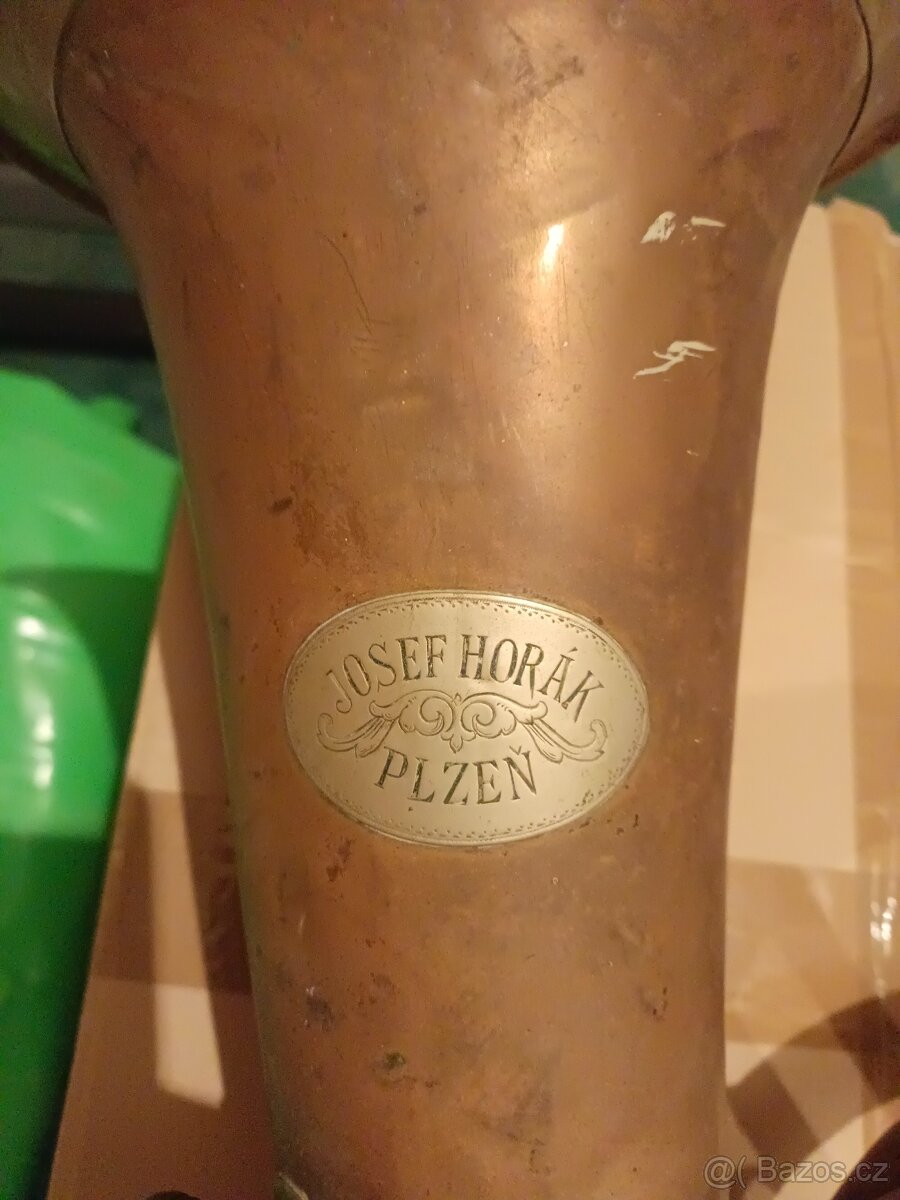 JOSEF HORÁK
PLZEŇ
@( Bazos.cz